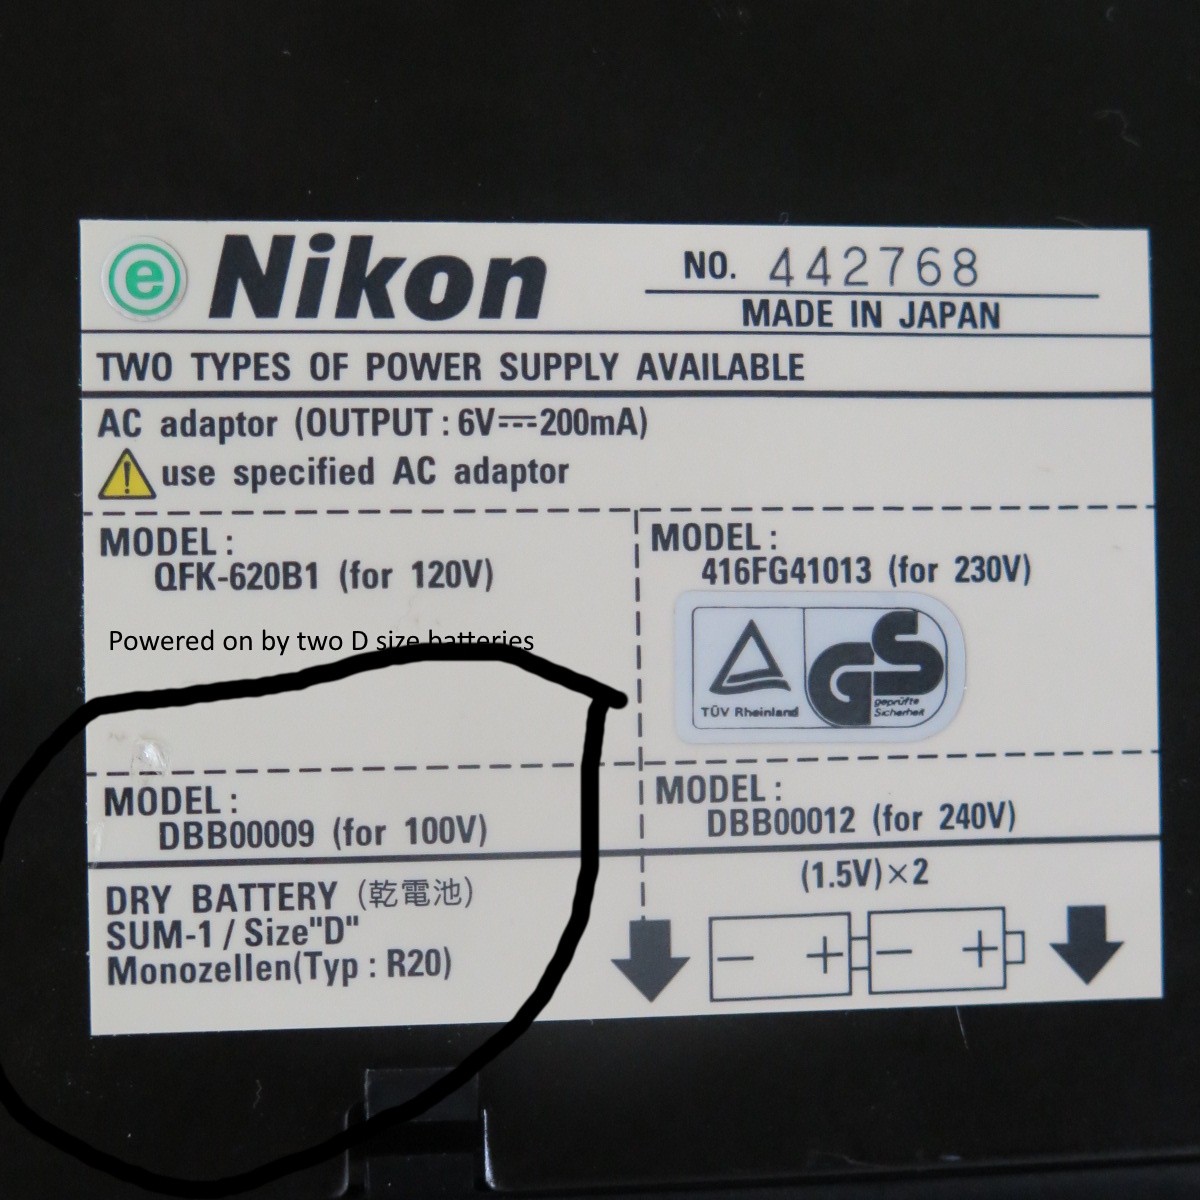 e Nikon NO. 442768
MADE IN JAPAN
TWO TYPES OF POWER SUPPLY AVAILABLE
AC adaptor (OUTPUT : 6V⎓200mA)
! use specified AC adaptor
MODEL :
QFK-620B1 (for 120V)
MODEL :
416FG41013 (for 230V)
Powered on by two D size batteries
TÜV Rheinland
GS
geprüfte
Sicherheit
MODEL :
DBB00009 (for 100V)
MODEL :
DBB00012 (for 240V)
DRY BATTERY (乾電池)
SUM-1 / Size"D"
Monozellen(Typ : R20)
(1.5V)×2
− + − +